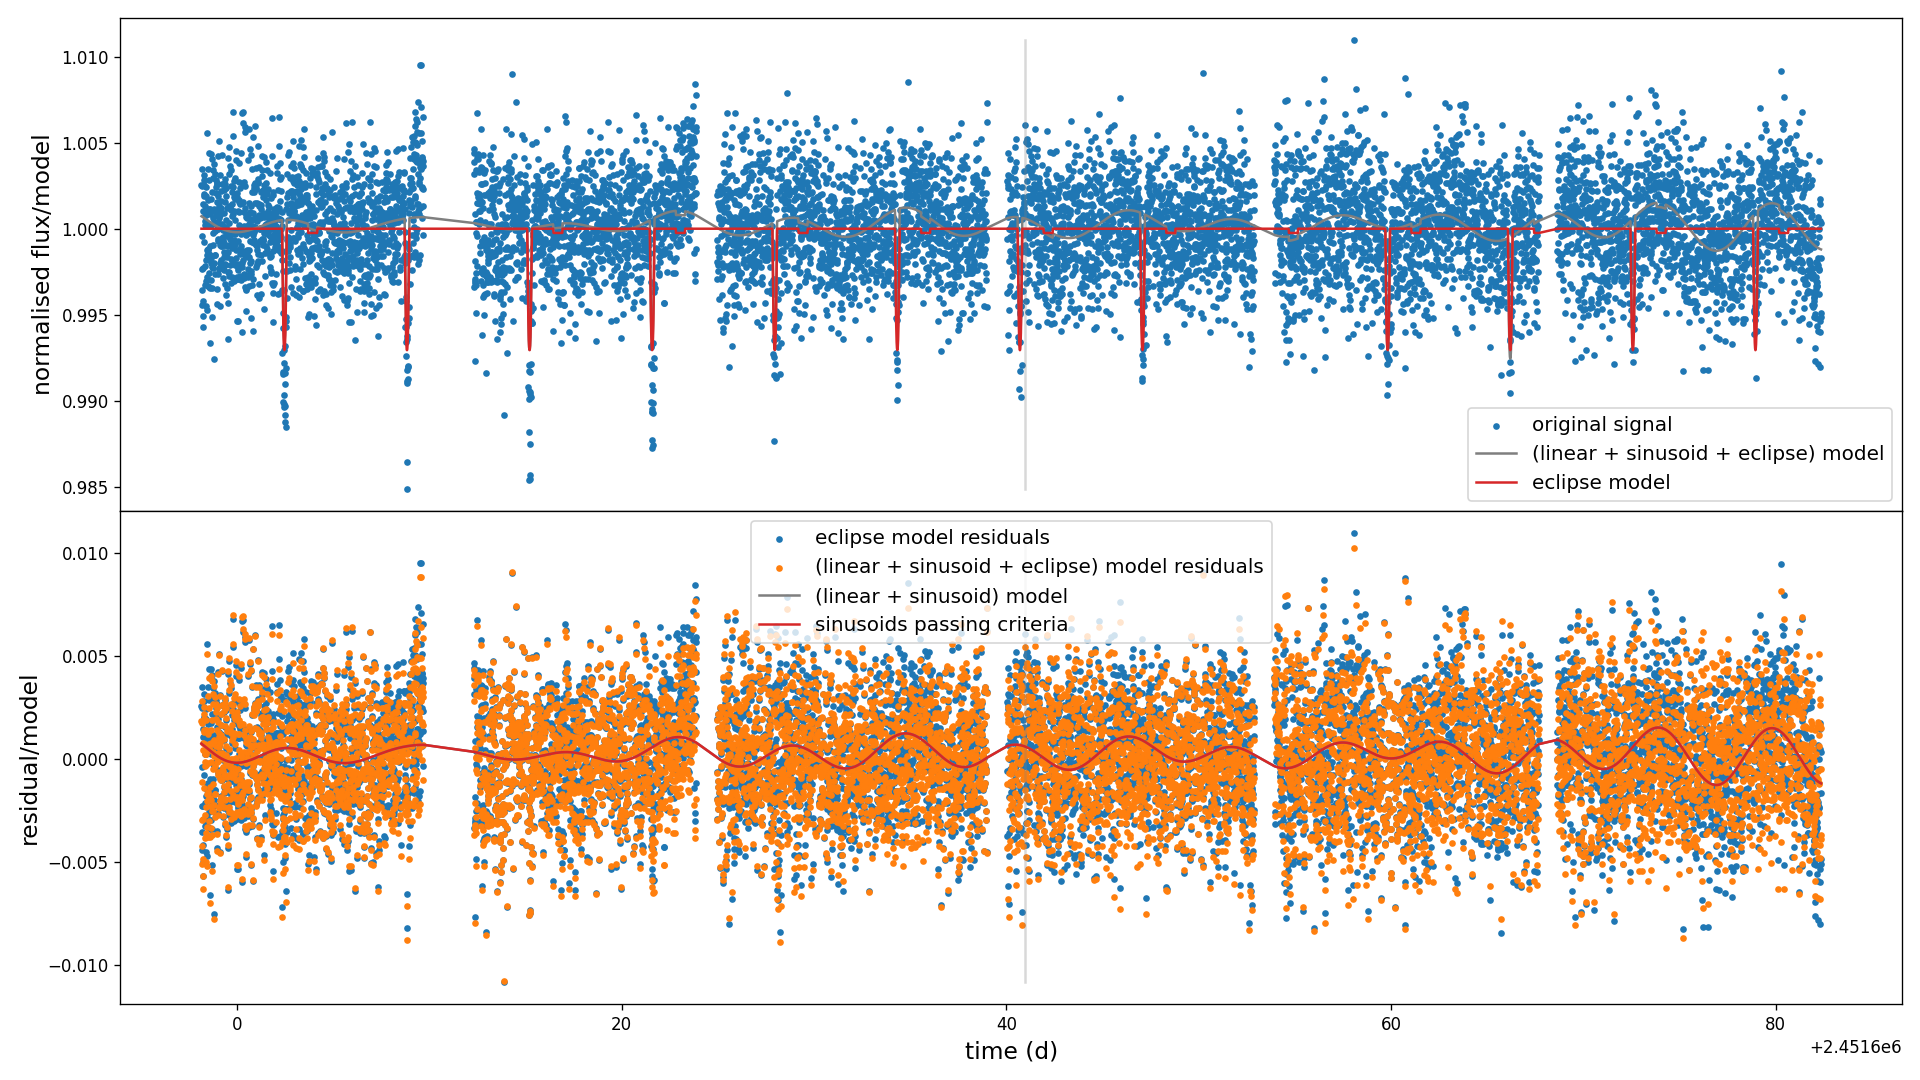 1.010
1.005
1.000
0.995
0.990
0.985
normalised flux/model
original signal
(linear + sinusoid + eclipse) model
eclipse model
0.010
0.005
0.000
−0.005
−0.010
residual/model
eclipse model residuals
(linear + sinusoid + eclipse) model residuals
(linear + sinusoid) model
sinusoids passing criteria
0
20
40
60
80
time (d)
+2.4516e6